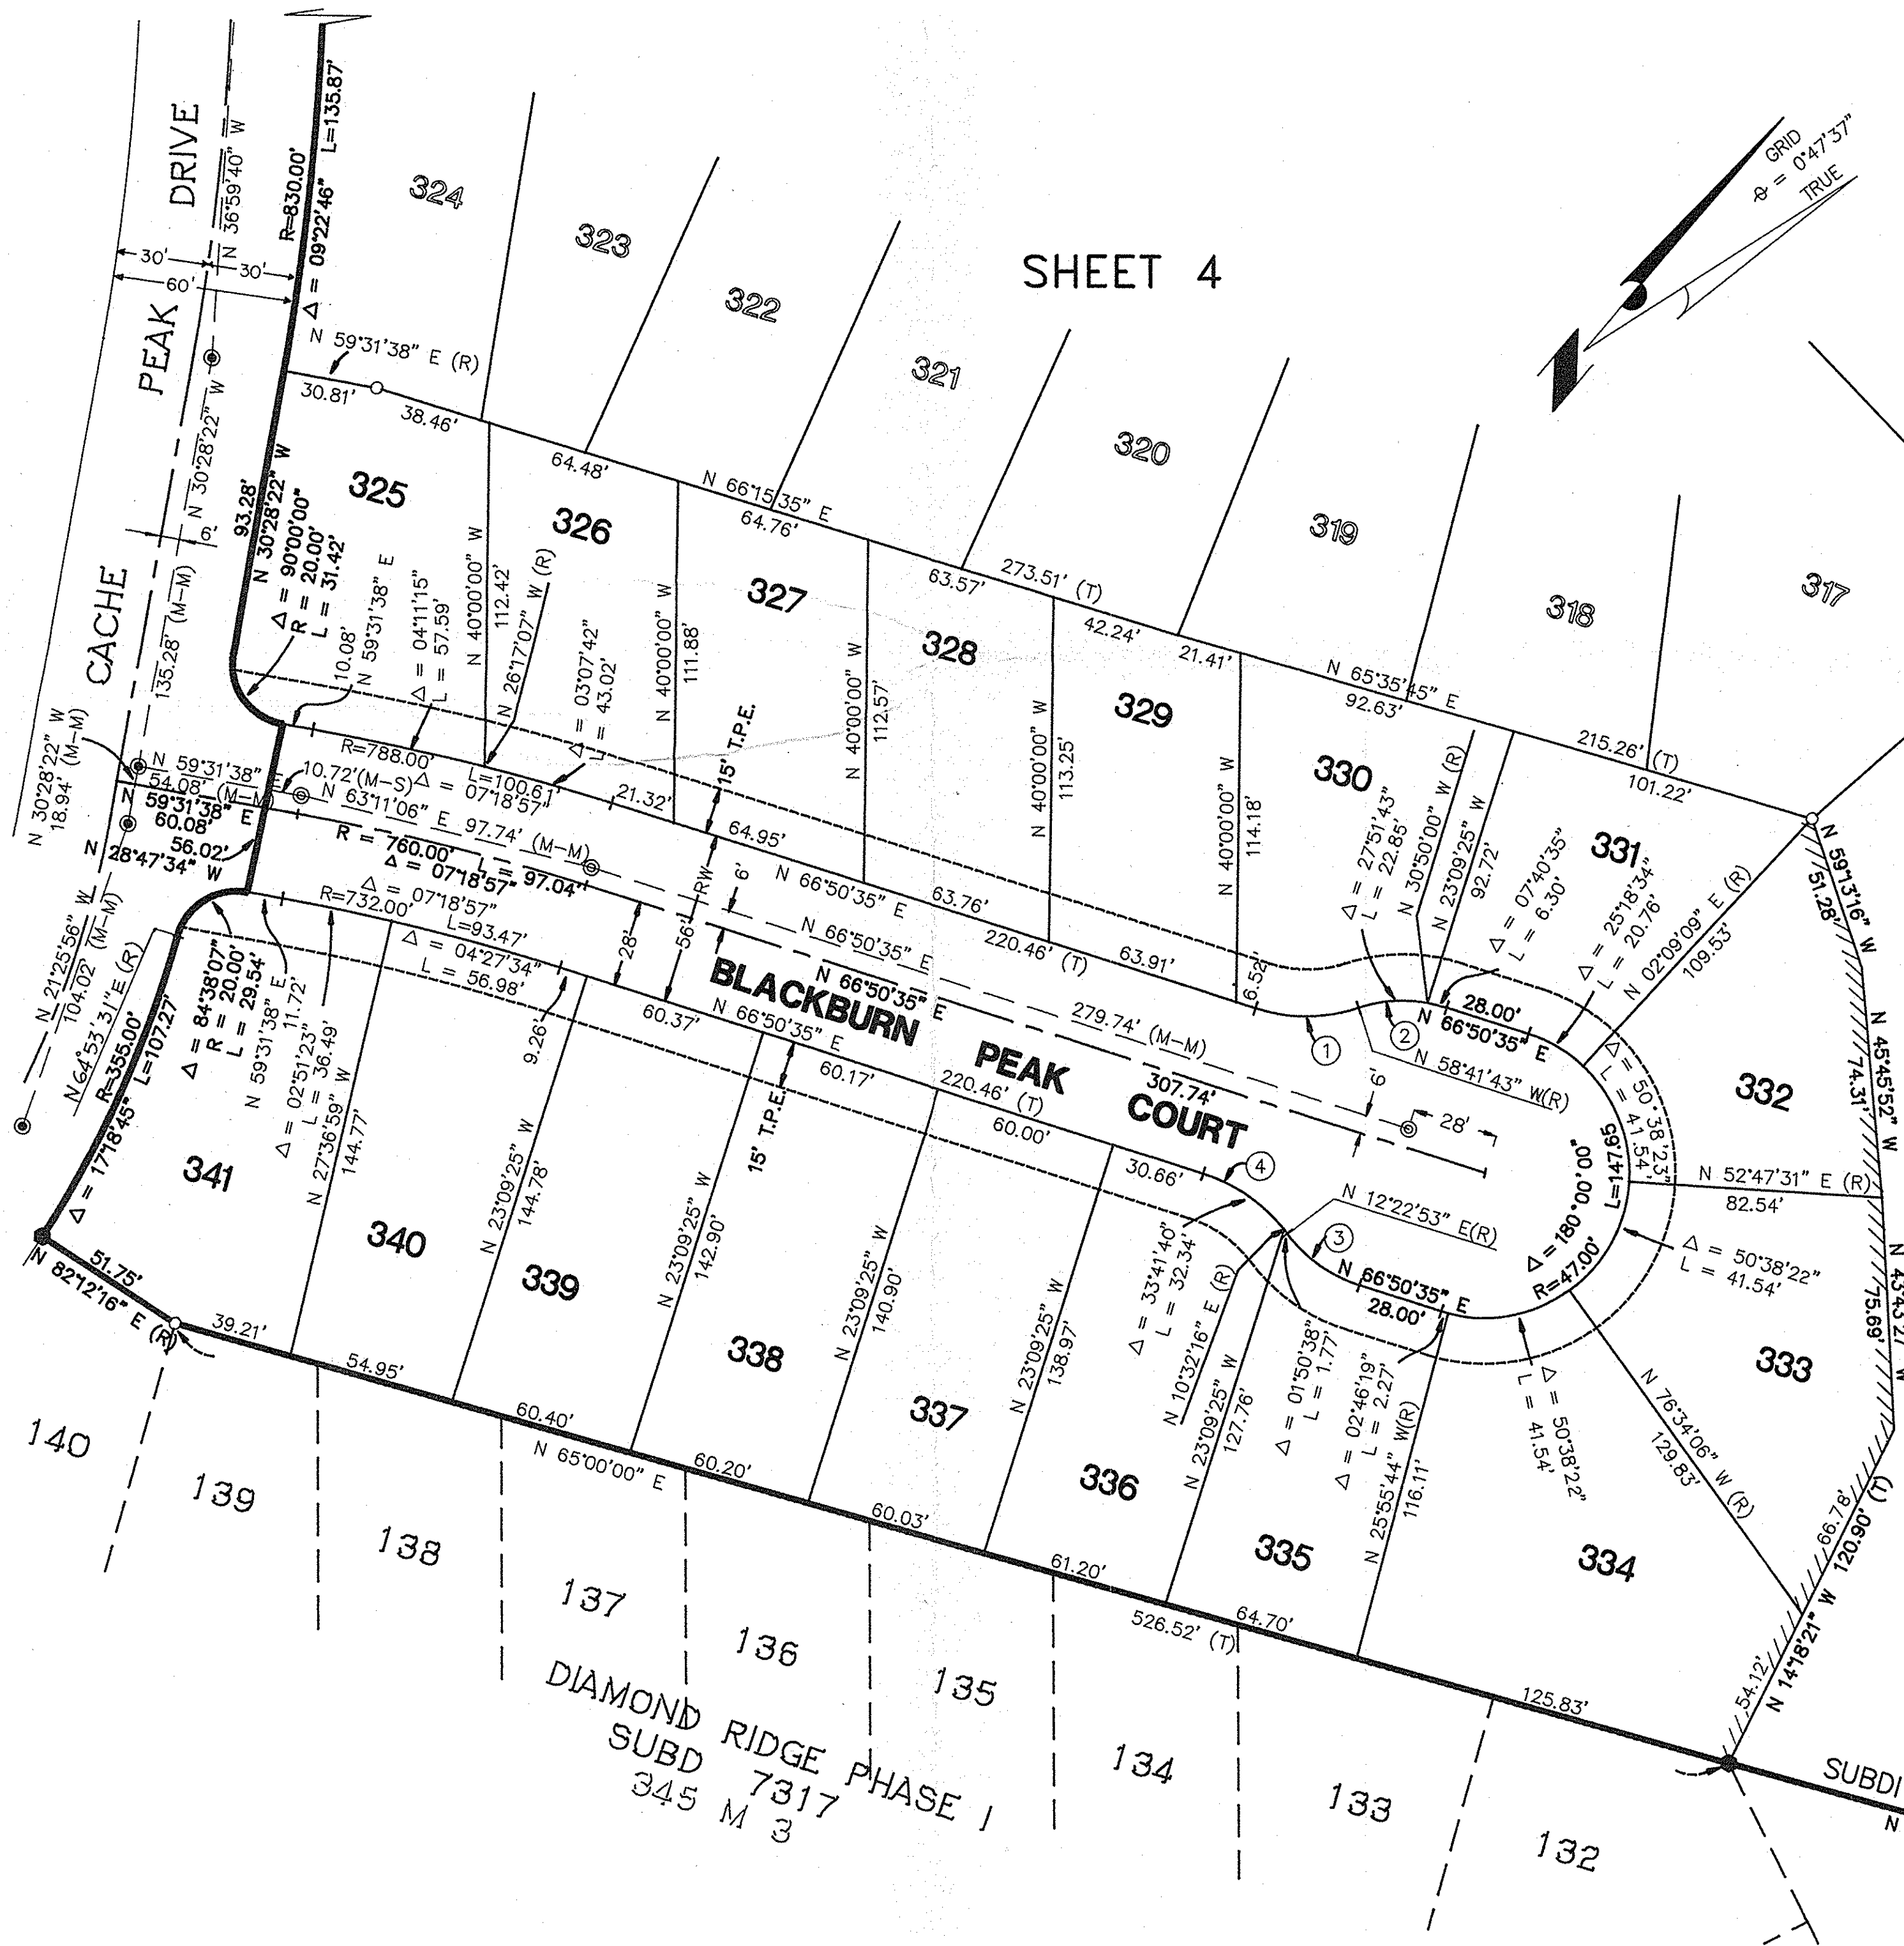 SHEET 4
GRID
= 0°47'37"
TRUE
CACHE PEAK DRIVE
N 36°59'40" W
R=830.00'
L=135.87'
Δ = 09°22'46"
30'
30'
60'
N 59°31'38" E (R)
30.81'
38.46'
64.48'
N 66°15'35" E
64.76'
63.57'
273.51' (T)
42.24'
21.41'
N 65°35'45" E
92.63'
215.26' (T)
101.22'
324
323
322
321
320
319
318
317
325
326
327
328
329
330
331
332
333
334
335
336
337
338
339
340
341
N 30°28'22" W
6'
135.28' (M-M)
93.28'
N 30°28'22" W
Δ = 90°00'00"
R = 20.00'
L = 31.42'
10.08'
N 59°31'38" E
Δ = 04°11'15"
L = 57.59'
N 40°00'00" W
112.42'
N 26°17'07" W (R)
Δ = 03°07'42"
L = 43.02'
N 40°00'00" W
111.88'
15' T.P.E.
N 40°00'00" W
112.57'
N 40°00'00" W
113.25'
N 40°00'00" W
114.18'
Δ = 27°51'43"
L = 22.85'
N 30°50'00" W (R)
N 23°09'25" W
92.72'
Δ = 07°40'35"
L = 6.30'
Δ = 25°18'34"
L = 20.76'
N 02°09'09" E (R)
109.53'
N 59°13'16" W
51.28'
N 45°45'52" W
74.31'
N 30°28'22" W
18.94' (M-M)
N 59°31'38" E
54.08' (M-M)
N 59°31'38" E
60.08'
56.02'
N 28°47'34" W
R=788.00'
L=100.61'
10.72'(M-S)
Δ = 07°18'57"
N 63°11'06" E 97.74' (M-M)
R = 760.00' L = 97.04'
Δ = 07°18'57"
Δ = 07°18'57"
R=732.00' L=93.47'
Δ = 04°27'34"
L = 56.98'
21.32'
64.95'
N 66°50'35" E
63.76'
220.46' (T)
63.91'
6.52'
6'
28'
56' RW
N 66°50'35" E
N 66°50'35" E
279.74' (M-M)
307.74'
BLACKBURN PEAK COURT
1
2
3
4
28.00'
N 66°50'35" E
N 58°41'43" W(R)
6'
28'
Δ = 50°38'23"
L = 41.54'
Δ = 180°00'00"
R=47.00'
L=147.65'
N 52°47'31" E (R)
82.54'
Δ = 50°38'22"
L = 41.54'
75.69'
N 21°25'56" W
104.02' (M-M)
N 64°53'31" E (R)
R=355.00' L=107.27'
Δ = 17°18'45"
Δ = 84°38'07"
R = 20.00'
L = 29.54'
N 59°31'38" E
11.72'
Δ = 02°51'23"
L = 36.49'
N 27°36'59" W
144.77'
9.26'
60.37'
N 66°50'35" E
60.17'
220.46' (T)
60.00'
30.66'
N 23°09'25" W
144.78'
N 23°09'25" W
142.90'
15' T.P.E.
N 23°09'25" W
140.90'
N 23°09'25" W
138.97'
Δ = 33°41'40"
L = 32.34'
N 12°22'53" E(R)
N 66°50'35" E
28.00'
N 10°32'16" E (R)
N 23°09'25" W
127.76'
Δ = 01°50'38"
L = 1.77'
Δ = 02°46'19"
L = 2.27'
N 25°55'44" W(R)
116.11'
Δ = 50°38'22"
L = 41.54'
N 76°34'06" W (R)
129.83'
66.78'
120.90' (T)
N 14°18'21" W
54.12'
51.75'
N 82°12'16" E (R)
39.21'
54.95'
60.40'
N 65°00'00" E
60.20'
60.03'
61.20'
526.52' (T)
64.70'
125.83'
140
139
138
137
136
135
134
133
132
DIAMOND RIDGE PHASE I
SUBD 7317
345 M 3
SUBDI
N